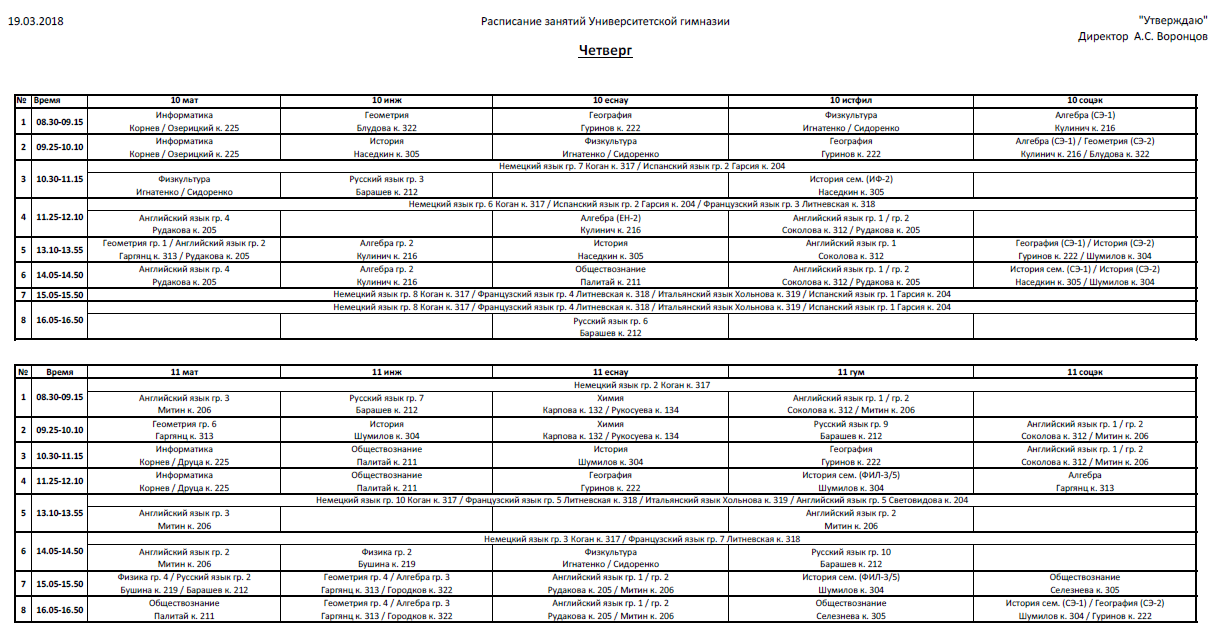 19.03.2018 Расписание занятий Университетской гимназии "Утверждаю"
Директор А.С. Воронцов
Четверг
№ Время 10 мат 10 инж 10 еснау 10 истфил 10 соцэк
Информатика Геометрия География Физкультура Алгебра (СЭ-1)
1 08.30-09.15
Корнев / Озерицкий к. 225 Блудова к. 322 Гуринов к. 222 Игнатенко / Сидоренко Кулинич к. 216
Информатика История Физкультура География Алгебра (СЭ-1) / Геометрия (СЭ-2)
2 09.25-10.10
Корнев / Озерицкий к. 225 Наседкин к. 305 Игнатенко / Сидоренко Гуринов к. 222 Кулинич к. 216 / Блудова к. 322
Немецкий язык гр. 7 Коган к. 317 / Испанский язык гр. 2 Гарсия к. 204
3 10.30-11.15
Физкультура Русский язык гр. 3 История сем. (ИФ-2)
Игнатенко / Сидоренко Барашев к. 212 Наседкин к. 305
Немецкий язык гр. 6 Коган к. 317 / Испанский язык гр. 2 Гарсия к. 204 / Французский язык гр. 3 Литневская к. 318
4 11.25-12.10
Английский язык гр. 4 Алгебра (ЕН-2) Английский язык гр. 1 / гр. 2
Рудакова к. 205 Кулинич к. 216 Соколова к. 312 / Рудакова к. 205
Геометрия гр. 1 / Английский язык гр. 2 Алгебра гр. 2 История Английский язык гр. 1 География (СЭ-1) / История (СЭ-2)
5 13.10-13.55
Гаргянц к. 313 / Рудакова к. 205 Кулинич к. 216 Наседкин к. 305 Соколова к. 312 Гуринов к. 222 / Шумилов к. 304
Английский язык гр. 4 Алгебра гр. 2 Обществознание Английский язык гр. 1 / гр. 2 История сем. (СЭ-1) / История (СЭ-2)
6 14.05-14.50
Рудакова к. 205 Кулинич к. 216 Палитай к. 211 Соколова к. 312 / Рудакова к. 205 Наседкин к. 305 / Шумилов к. 304
7 15.05-15.50 Немецкий язык гр. 8 Коган к. 317 / Французский язык гр. 4 Литневская к. 318 / Итальянский язык Хольнова к. 319 / Испанский язык гр. 1 Гарсия к. 204
Немецкий язык гр. 8 Коган к. 317 / Французский язык гр. 4 Литневская к. 318 / Итальянский язык Хольнова к. 319 / Испанский язык гр. 1 Гарсия к. 204
8 16.05-16.50
Русский язык гр. 6
Барашев к. 212
№ Время 11 мат 11 инж 11 еснау 11 гум 11 соцэк
Немецкий язык гр. 2 Коган к. 317
1 08.30-09.15
Английский язык гр. 3 Русский язык гр. 7 Химия Английский язык гр. 1 / гр. 2
Митин к. 206 Барашев к. 212 Карпова к. 132 / Рукосуева к. 134 Соколова к. 312 / Митин к. 206
Геометрия гр. 6 История Химия Русский язык гр. 9 Английский язык гр. 1 / гр. 2
2 09.25-10.10
Гаргянц к. 313 Шумилов к. 304 Карпова к. 132 / Рукосуева к. 134 Барашев к. 212 Соколова к. 312 / Митин к. 206
Информатика Обществознание История География Английский язык гр. 1 / гр. 2
3 10.30-11.15
Корнев / Друца к. 225 Палитай к. 211 Шумилов к. 304 Гуринов к. 222 Соколова к. 312 / Митин к. 206
Информатика Обществознание География История сем. (ФИЛ-3/5) Алгебра
4 11.25-12.10
Корнев / Друца к. 225 Палитай к. 211 Гуринов к. 222 Шумилов к. 304 Гаргянц к. 313
Немецкий язык гр. 10 Коган к. 317 / Французский язык гр. 5 Литневская к. 318 / Итальянский язык Хольнова к. 319 / Английский язык гр. 5 Световидова к. 204
5 13.10-13.55
Английский язык гр. 3 Английский язык гр. 2
Митин к. 206 Митин к. 206
Немецкий язык гр. 3 Коган к. 317 / Французский язык гр. 7 Литневская к. 318
6 14.05-14.50
Английский язык гр. 2 Физика гр. 2 Физкультура Русский язык гр. 10
Митин к. 206 Бушина к. 219 Игнатенко / Сидоренко Барашев к. 212
Физика гр. 4 / Русский язык гр. 2 Геометрия гр. 4 / Алгебра гр. 3 Английский язык гр. 1 / гр. 2 История сем. (ФИЛ-3/5) Обществознание
7 15.05-15.50
Бушина к. 219 / Барашев к. 212 Гаргянц к. 313 / Городков к. 322 Рудакова к. 205 / Митин к. 206 Шумилов к. 304 Селезнева к. 305
Обществознание Геометрия гр. 4 / Алгебра гр. 3 Английский язык гр. 1 / гр. 2 Обществознание История сем. (СЭ-1) / География (СЭ-2)
8 16.05-16.50
Палитай к. 211 Гаргянц к. 313 / Городков к. 322 Рудакова к. 205 / Митин к. 206 Селезнева к. 305 Шумилов к. 304 / Гуринов к. 222